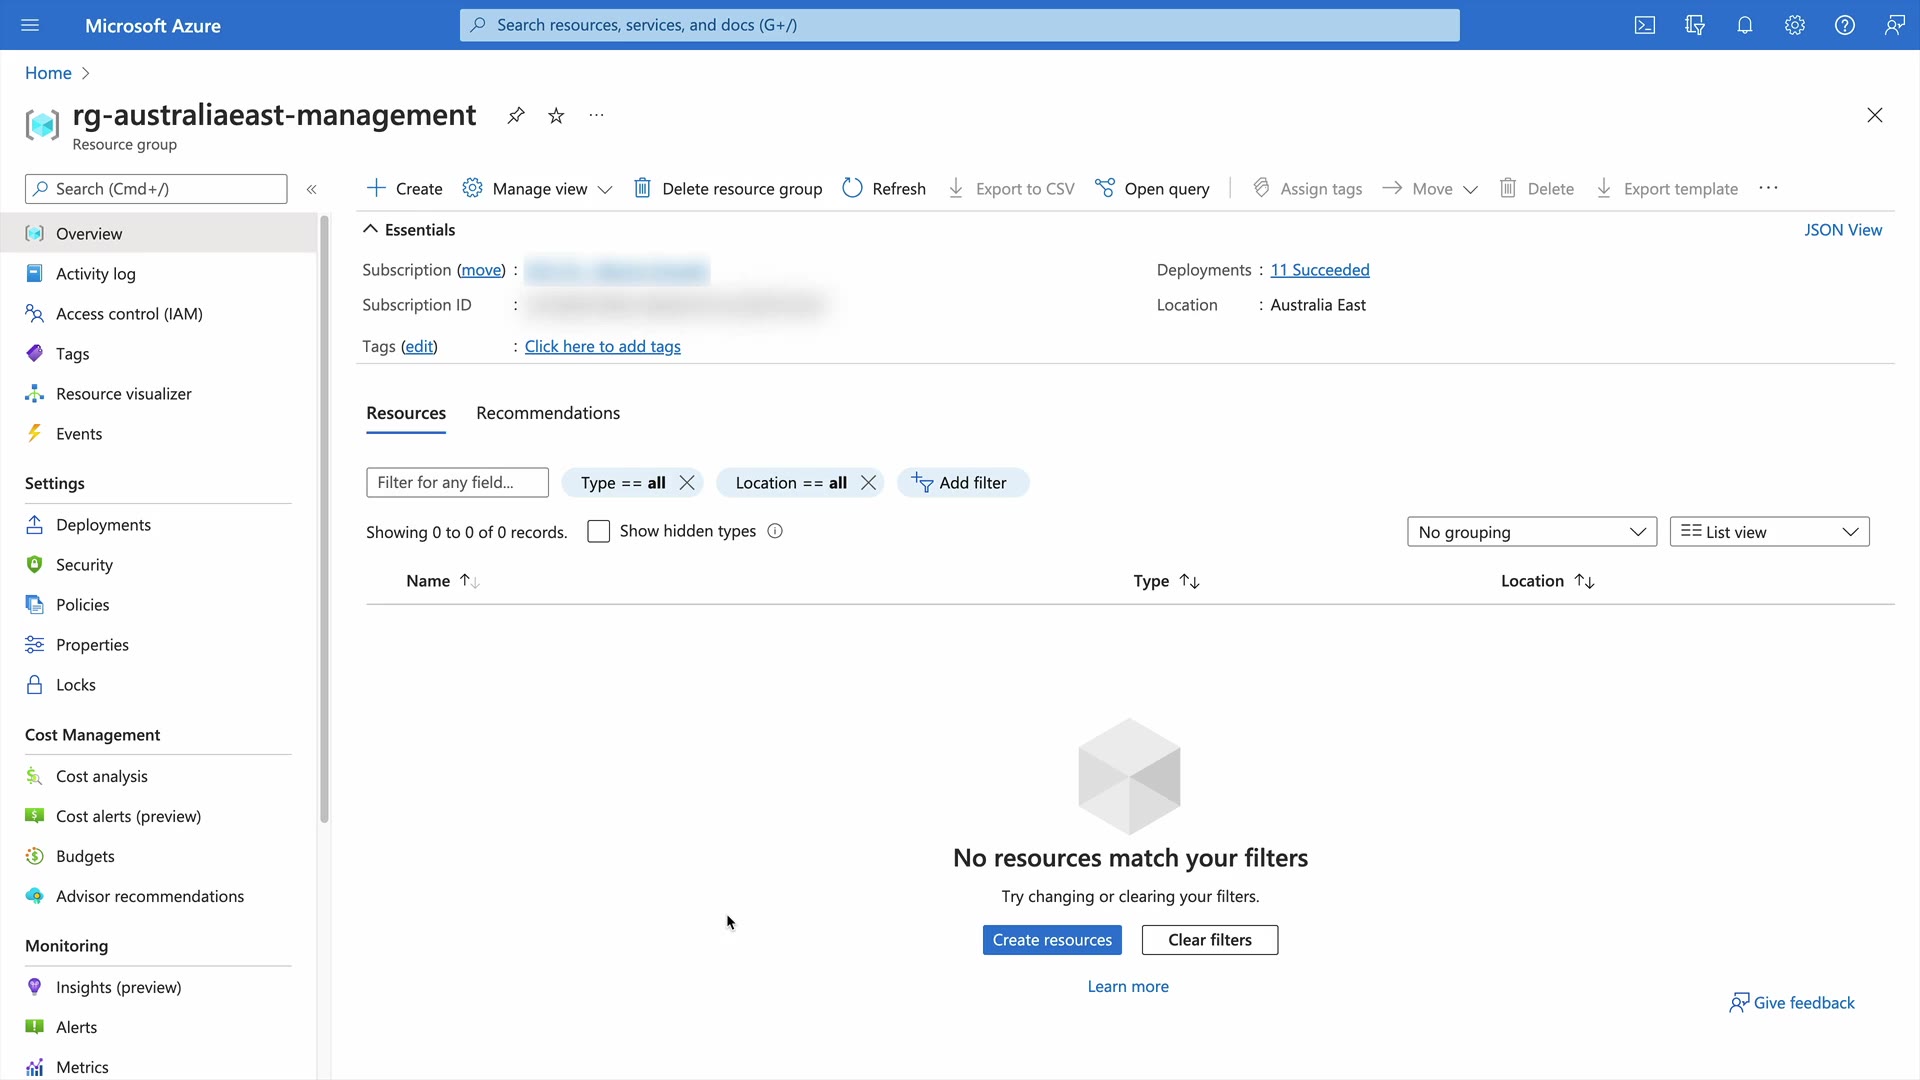 Microsoft Azure
Search resources, services, and docs (G+/)
Home
rg-australiaeast-management
Resource group
Search (Cmd+/)
Create
Manage view
Delete resource group
Refresh
Export to CSV
Open query
Assign tags
Move
Delete
Export template
Overview
Activity log
Access control (IAM)
Tags
Resource visualizer
Events
Settings
Deployments
Security
Policies
Properties
Locks
Cost Management
Cost analysis
Cost alerts (preview)
Budgets
Advisor recommendations
Monitoring
Insights (preview)
Alerts
Metrics
Essentials
JSON View
Subscription (move) :
Deployments : 11 Succeeded
Subscription ID :
Location : Australia East
Tags (edit) : Click here to add tags
Resources
Recommendations
Filter for any field...
Type == all
Location == all
Add filter
Showing 0 to 0 of 0 records.
Show hidden types
No grouping
List view
Name
Type
Location
No resources match your filters
Try changing or clearing your filters.
Create resources
Clear filters
Learn more
Give feedback